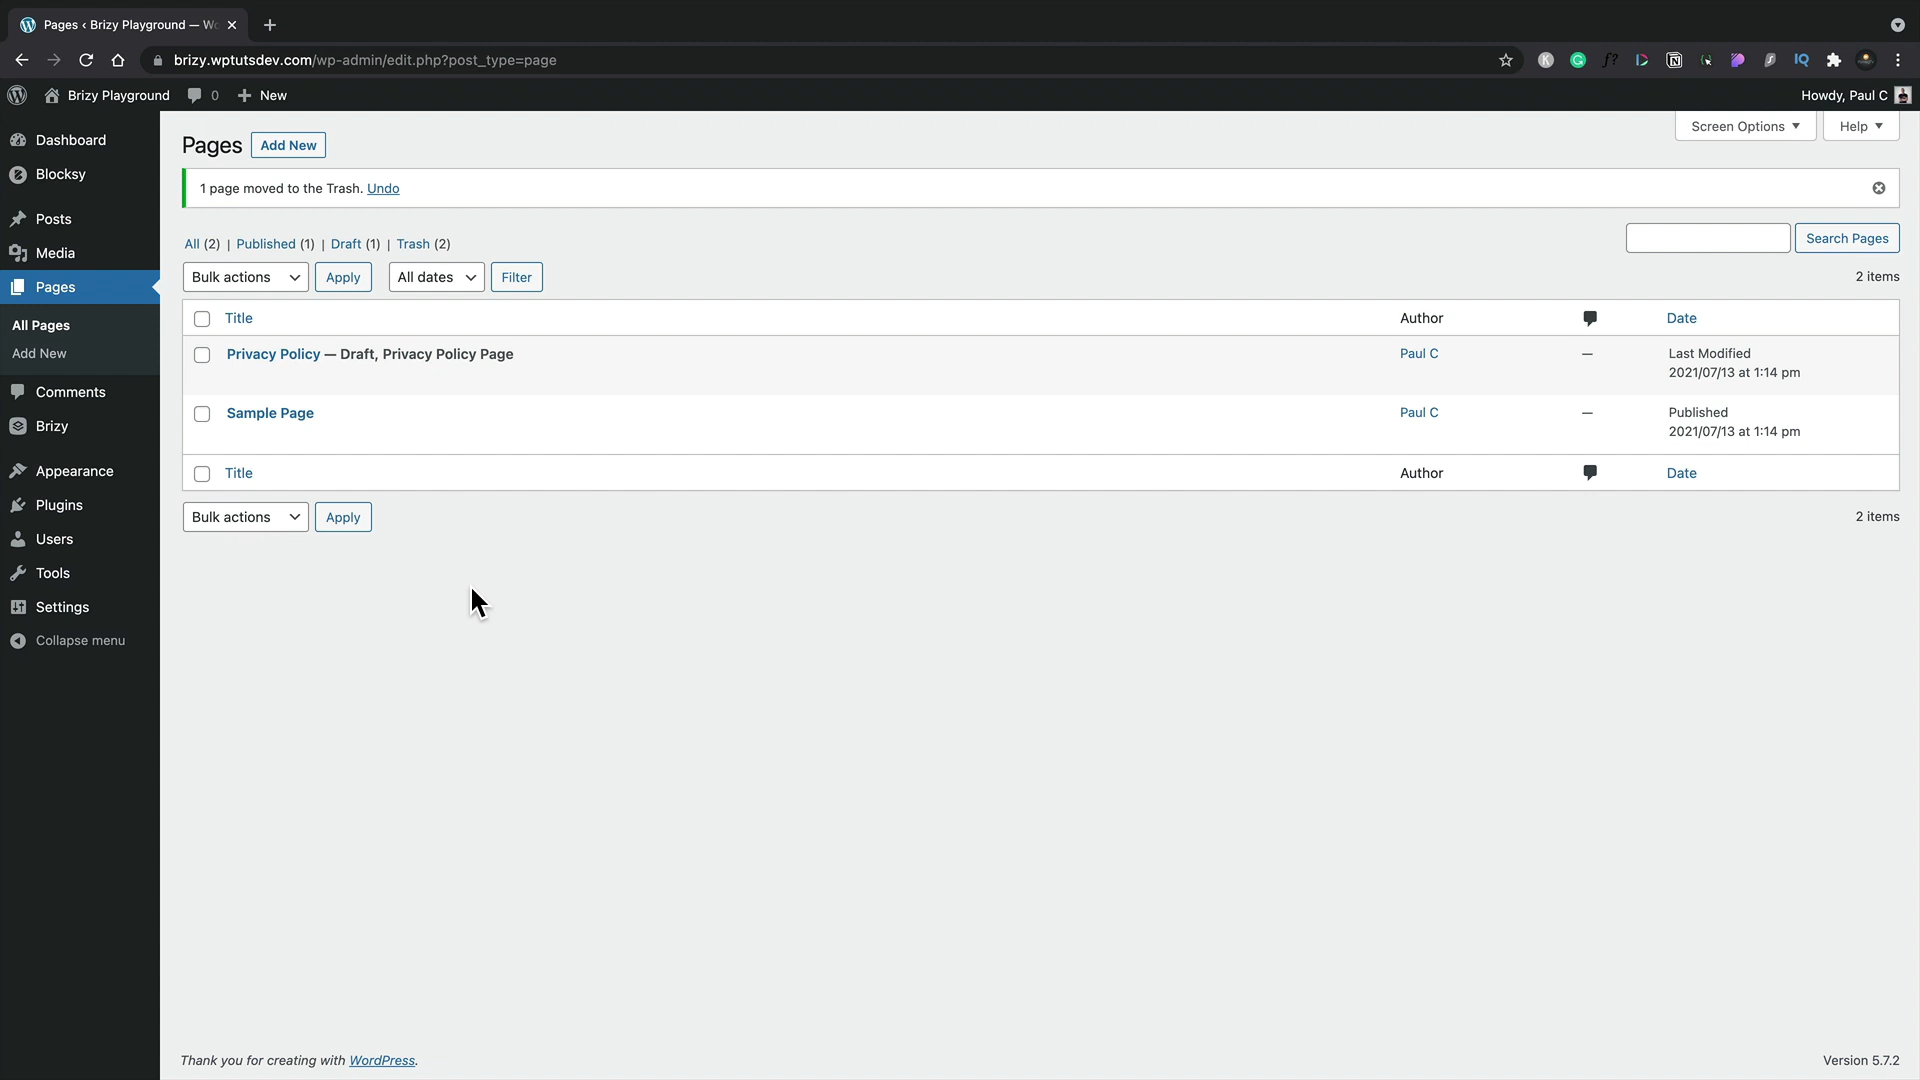 Pages ‹ Brizy Playground — Wo
brizy.wptutsdev.com/wp-admin/edit.php?post_type=page
Brizy Playground 0 New Howdy, Paul C
Dashboard
Blocksy
Posts
Media
Pages
All Pages
Add New
Comments
Brizy
Appearance
Plugins
Users
Tools
Settings
Collapse menu
Screen Options Help
Pages Add New
1 page moved to the Trash. Undo
All (2) | Published (1) | Draft (1) | Trash (2)
Search Pages
Bulk actions Apply All dates Filter 2 items
Title Author Date
Privacy Policy — Draft, Privacy Policy Page Paul C — Last Modified
2021/07/13 at 1:14 pm
Sample Page Paul C — Published
2021/07/13 at 1:14 pm
Title Author Date
Bulk actions Apply 2 items
Thank you for creating with WordPress. Version 5.7.2